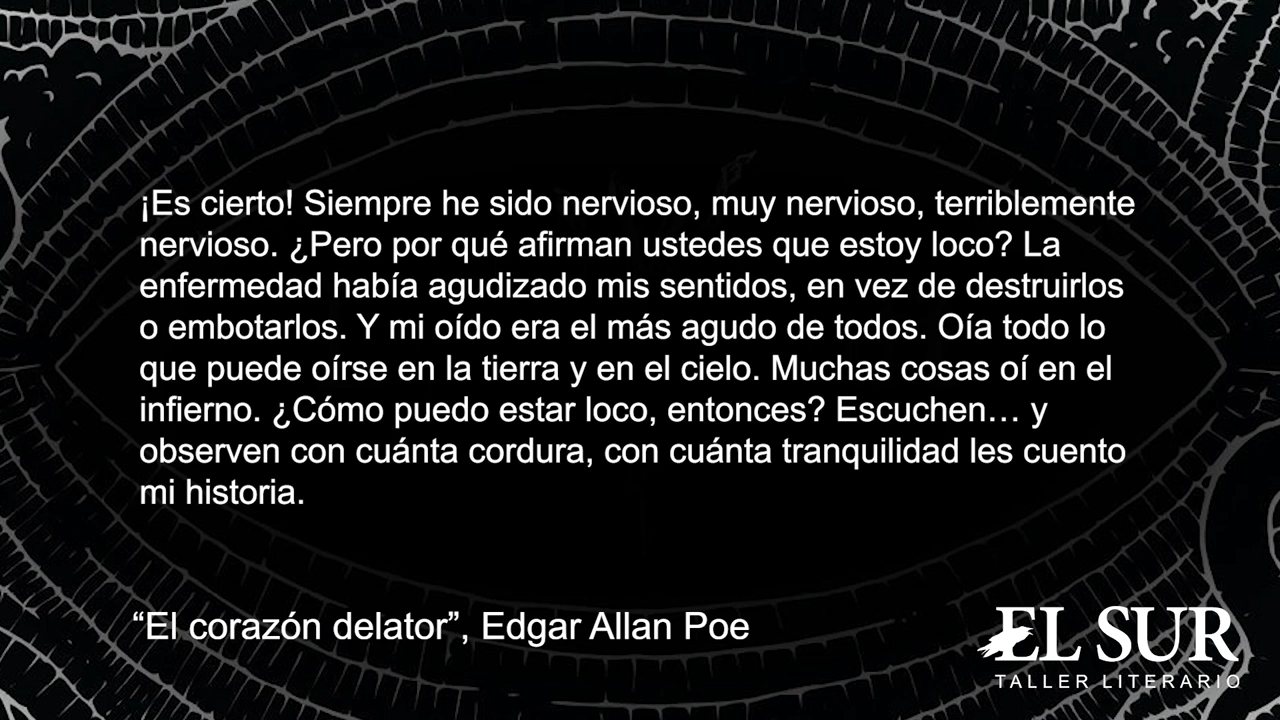 ¡Es cierto! Siempre he sido nervioso, muy nervioso, terriblemente
nervioso. ¿Pero por qué afirman ustedes que estoy loco? La
enfermedad había agudizado mis sentidos, en vez de destruirlos
o embotarlos. Y mi oído era el más agudo de todos. Oía todo lo
que puede oírse en la tierra y en el cielo. Muchas cosas oí en el
infierno. ¿Cómo puedo estar loco, entonces? Escuchen… y
observen con cuánta cordura, con cuánta tranquilidad les cuento
mi historia.
“El corazón delator”, Edgar Allan Poe
EL SUR
TALLER LITERARIO